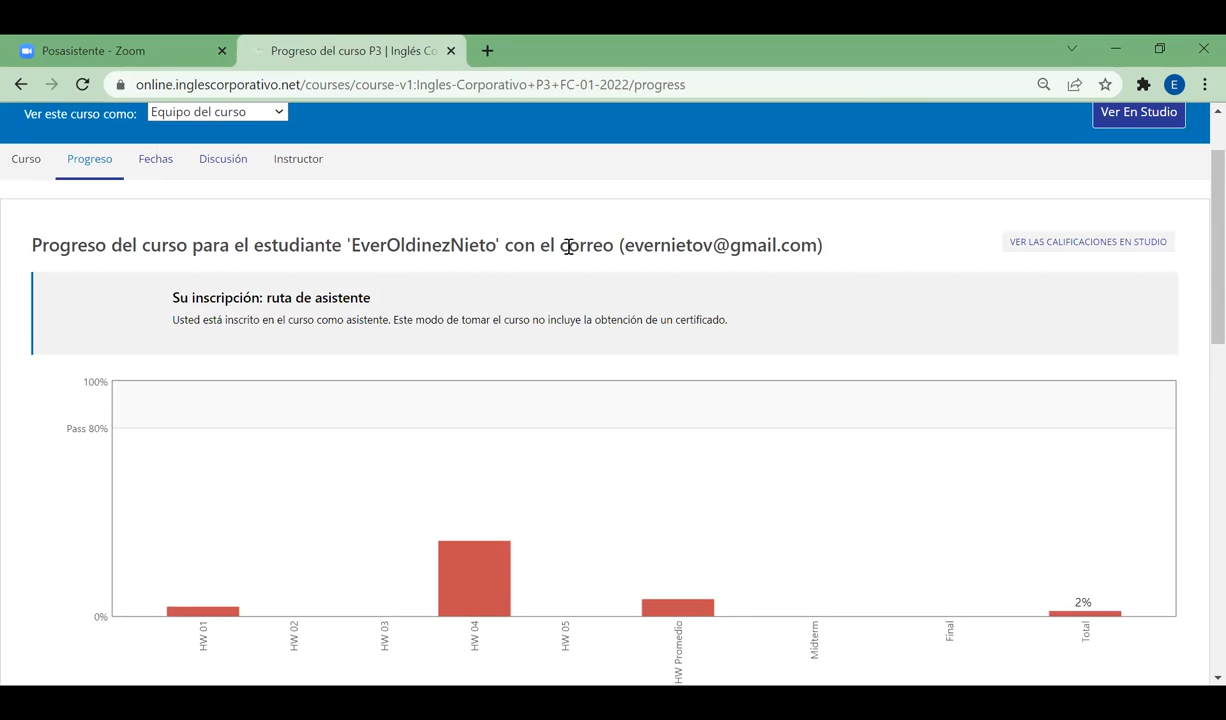 Posasistente - Zoom
Progreso del curso P3 | Inglés Co
online.inglescorporativo.net/courses/course-v1:Ingles-Corporativo+P3+FC-01-2022/progress
E
Ver este curso como:
Equipo del curso
Ver En Studio
Curso
Progreso
Fechas
Discusión
Instructor
Progreso del curso para el estudiante 'EverOldinezNieto' con el correo (evernietov@gmail.com)
VER LAS CALIFICACIONES EN STUDIO
Su inscripción: ruta de asistente
Usted está inscrito en el curso como asistente. Este modo de tomar el curso no incluye la obtención de un certificado.
100%
Pass 80%
0%
2%
HW 01
HW 02
HW 03
HW 04
HW 05
HW Promedio
Midterm
Final
Total